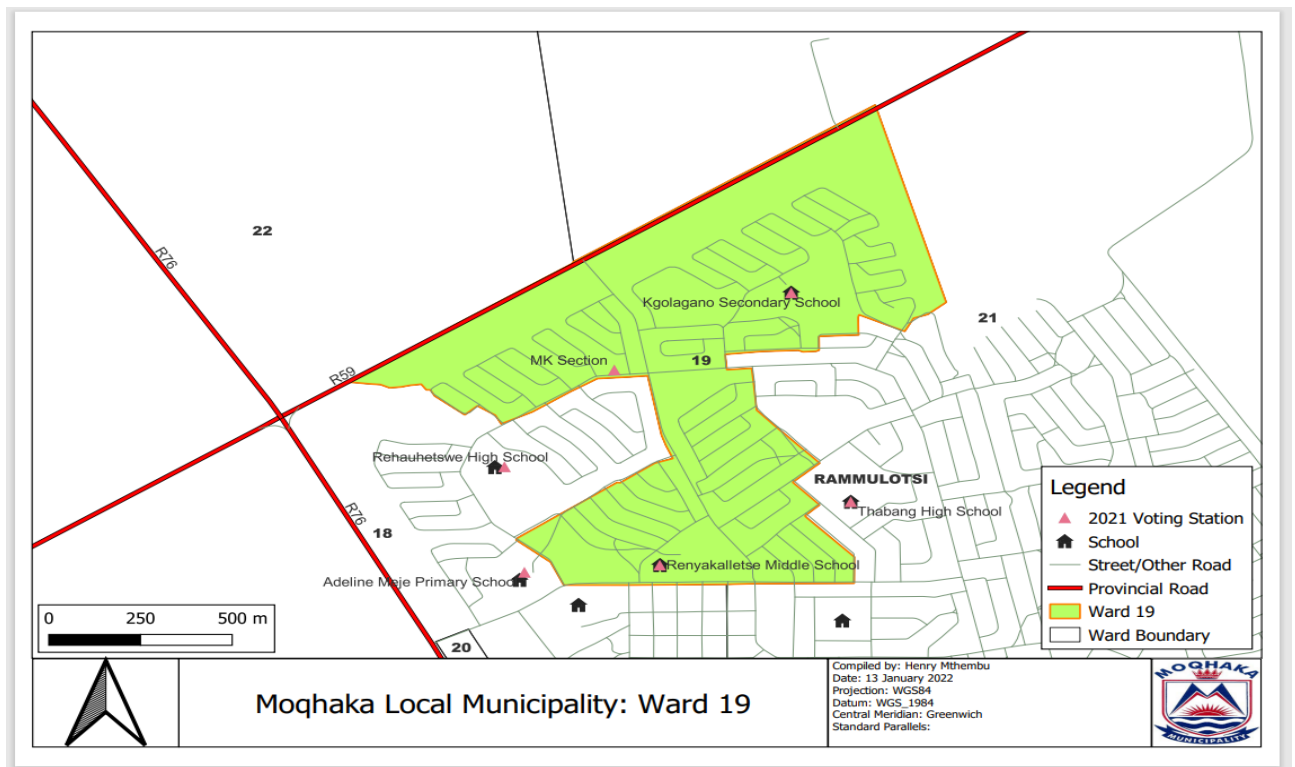 22
R76
Kgolagano Secondary School
21
MK Section
19
R59
Rehauhetswe High School
RAMMULOTSI
Thabang High School
R76
18
Renyakalletse Middle School
Adeline Meje Primary School
20
0 250 500 m
Legend
2021 Voting Station
School
Street/Other Road
Provincial Road
Ward 19
Ward Boundary
Moqhaka Local Municipality: Ward 19
Compiled by: Henry Mthembu
Date: 13 January 2022
Projection: WGS84
Datum: WGS_1984
Central Meridian: Greenwich
Standard Parallels:
MOQHAKA
MUNICIPALITY